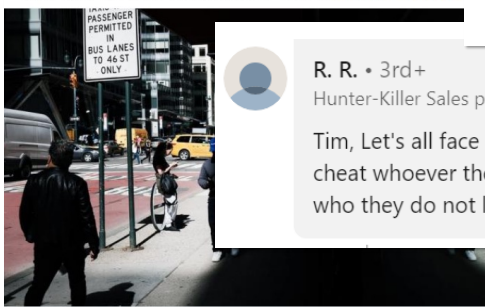 TAXIS W/
PASSENGER
PERMITTED
IN
BUS LANES
TO 46 ST
ONLY
R. R. • 3rd+
Hunter-Killer Sales p
Tim, Let's all face
cheat whoever the
who they do not